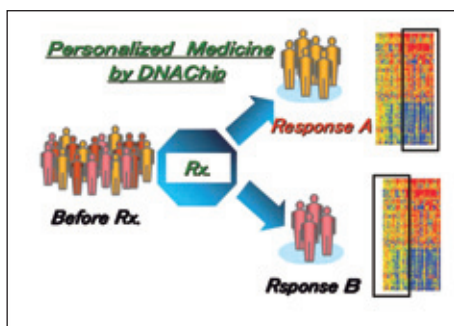 Personalized Medicine
by DNAChip
Response A
Rx.
Before Rx.
Rsponse B